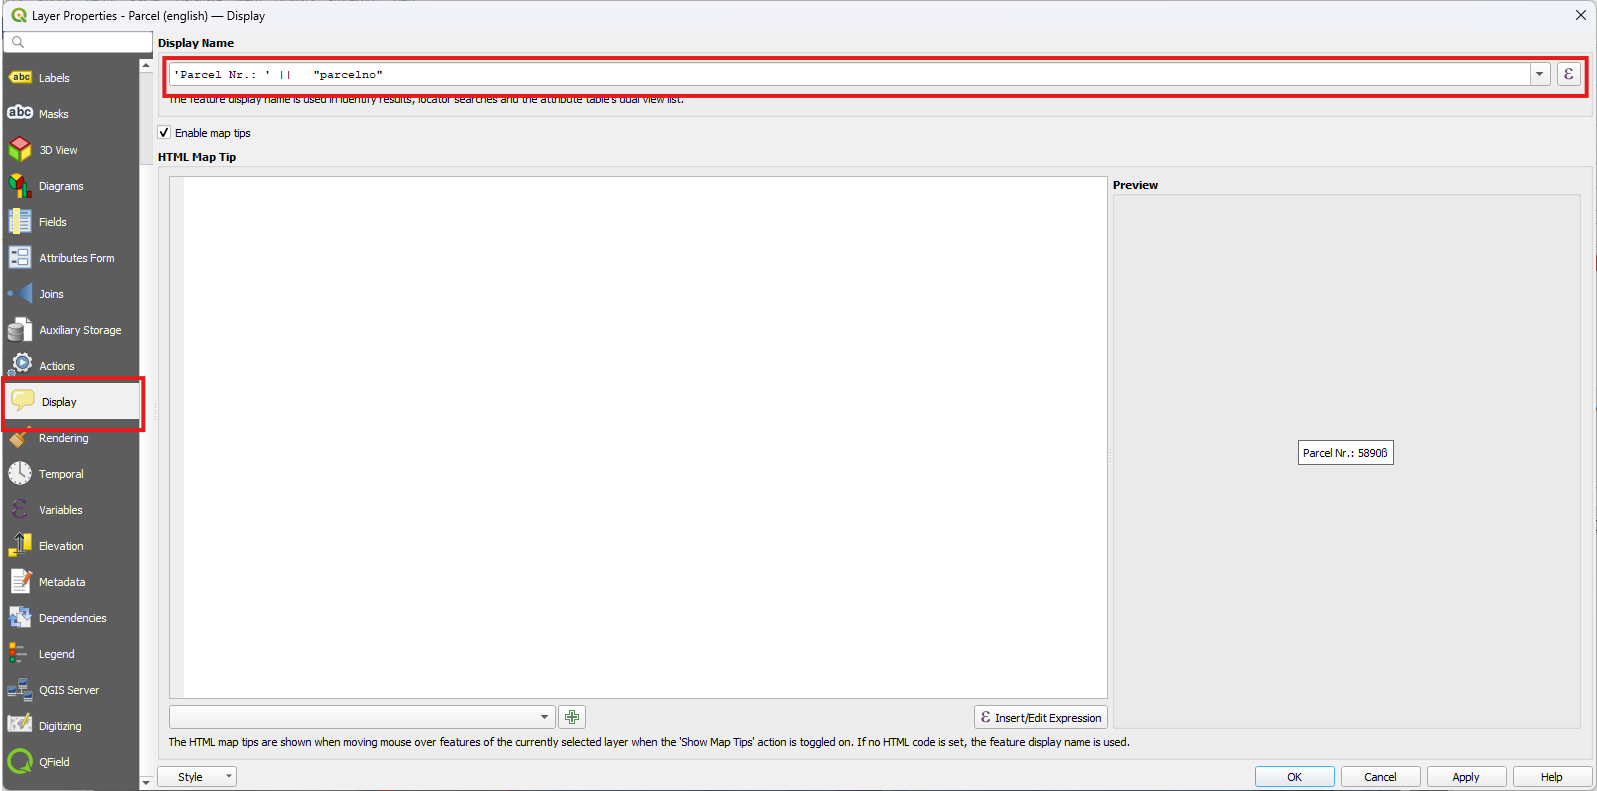 Layer Properties - Parcel (english) — Display
Display Name
'Parcel Nr.: ' ||   "parcelno"
The feature display name is used in identify results, locator searches and the attribute table's dual view list.
Enable map tips
HTML Map Tip
Preview
Parcel Nr.: 5890ß
abc Labels
abc Masks
3D View
Diagrams
Fields
Attributes Form
Joins
Auxiliary Storage
Actions
Display
Rendering
Temporal
ε Variables
Elevation
Metadata
Dependencies
Legend
QGIS Server
Digitizing
QField
ε Insert/Edit Expression
The HTML map tips are shown when moving mouse over features of the currently selected layer when the 'Show Map Tips' action is toggled on. If no HTML code is set, the feature display name is used.
Style
OK
Cancel
Apply
Help